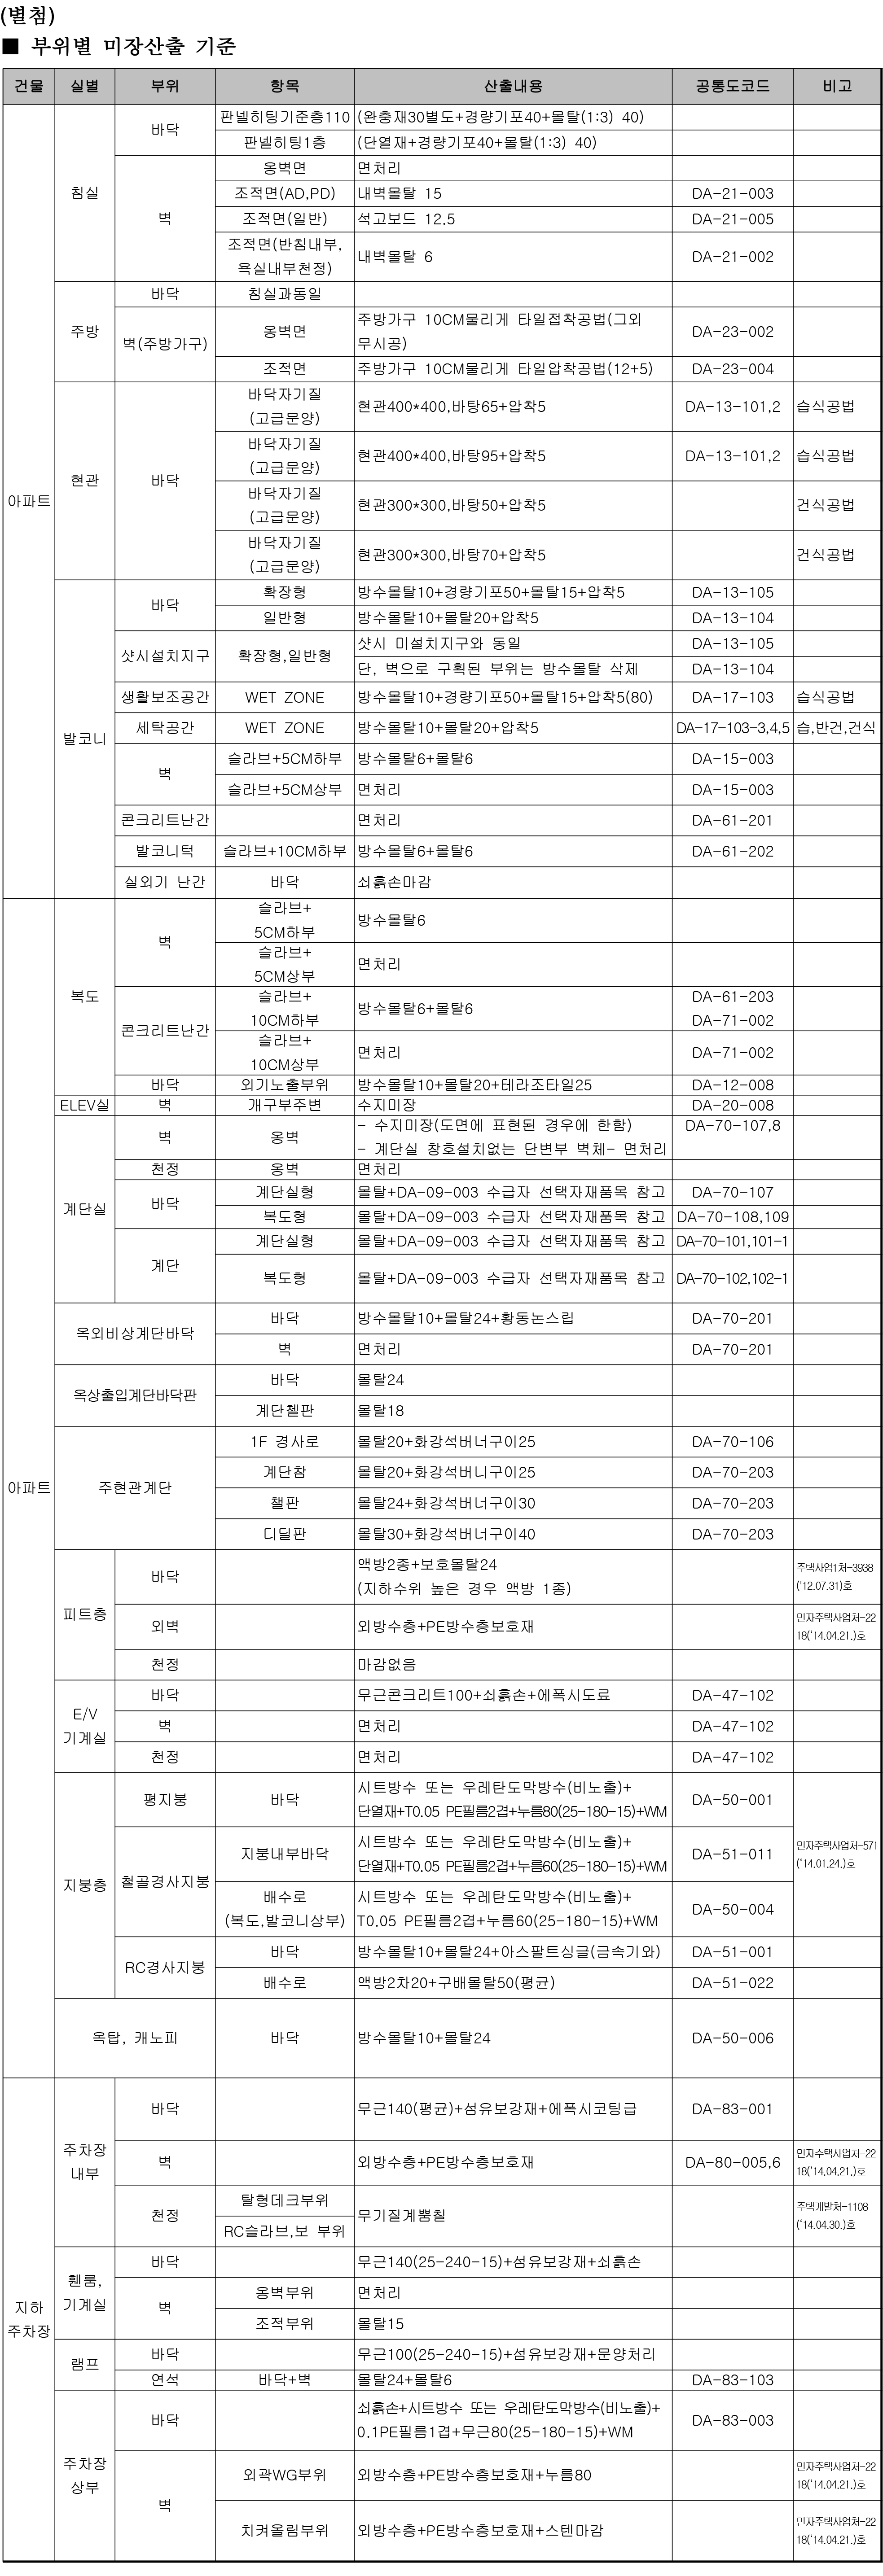 (별첨)
■ 부위별 미장산출 기준
건물 실별 부위 항목 산출내용 공통도코드 비고
아파트 침실 바닥 판넬히팅기준층110 (완충재30별도+경량기포40+몰탈(1:3) 40)
판넬히팅1층 (단열재+경량기포40+몰탈(1:3) 40)
벽 옹벽면 면처리
조적면(AD,PD) 내벽몰탈 15 DA-21-003
조적면(일반) 석고보드 12.5 DA-21-005
조적면(반침내부,
욕실내부천정) 내벽몰탈 6 DA-21-002
주방 바닥 침실과동일
벽(주방가구) 옹벽면 주방가구 10CM물리게 타일접착공법(그외
무시공) DA-23-002
조적면 주방가구 10CM물리게 타일압착공법(12+5) DA-23-004
현관 바닥 바닥자기질
(고급문양) 현관400*400,바탕65+압착5 DA-13-101,2 습식공법
바닥자기질
(고급문양) 현관400*400,바탕95+압착5 DA-13-101,2 습식공법
바닥자기질
(고급문양) 현관300*300,바탕50+압착5 건식공법
바닥자기질
(고급문양) 현관300*300,바탕70+압착5 건식공법
발코니 바닥 확장형 방수몰탈10+경량기포50+몰탈15+압착5 DA-13-105
일반형 방수몰탈10+몰탈20+압착5 DA-13-104
샷시설치지구 확장형,일반형 샷시 미설치지구와 동일 DA-13-105
단, 벽으로 구획된 부위는 방수몰탈 삭제 DA-13-104
생활보조공간 WET ZONE 방수몰탈10+경량기포50+몰탈15+압착5(80) DA-17-103 습식공법
세탁공간 WET ZONE 방수몰탈10+몰탈20+압착5 DA-17-103-3,4,5 습,반건,건식
벽 슬라브+5CM하부 방수몰탈6+몰탈6 DA-15-003
슬라브+5CM상부 면처리 DA-15-003
콘크리트난간 면처리 DA-61-201
발코니턱 슬라브+10CM하부 방수몰탈6+몰탈6 DA-61-202
실외기 난간 바닥 쇠흙손마감
아파트 복도 벽 슬라브+
5CM하부 방수몰탈6
슬라브+
5CM상부 면처리
콘크리트난간 슬라브+
10CM하부 방수몰탈6+몰탈6 DA-61-203
DA-71-002
슬라브+
10CM상부 면처리 DA-71-002
바닥 외기노출부위 방수몰탈10+몰탈20+테라조타일25 DA-12-008
ELEV실 벽 개구부주변 수지미장 DA-20-008
계단실 벽 옹벽 - 수지미장(도면에 표현된 경우에 한함) DA-70-107,8
- 계단실 창호설치없는 단변부 벽체- 면처리
천정 옹벽 면처리
바닥 계단실형 몰탈+DA-09-003 수급자 선택자재품목 참고 DA-70-107
복도형 몰탈+DA-09-003 수급자 선택자재품목 참고 DA-70-108,109
계단 계단실형 몰탈+DA-09-003 수급자 선택자재품목 참고 DA-70-101,101-1
복도형 몰탈+DA-09-003 수급자 선택자재품목 참고 DA-70-102,102-1
옥외비상계단바닥 바닥 방수몰탈10+몰탈24+황동논스립 DA-70-201
벽 면처리 DA-70-201
옥상출입계단바닥판 바닥 몰탈24
계단첼판 몰탈18
주현관계단 1F 경사로 몰탈20+화강석버너구이25 DA-70-106
계단참 몰탈20+화강석버니구이25 DA-70-203
챌판 몰탈24+화강석버너구이30 DA-70-203
디딜판 몰탈30+화강석버너구이40 DA-70-203
피트층 바닥 액방2종+보호몰탈24
(지하수위 높은 경우 액방 1종) 주택사업1처-3938
('12.07.31)호
외벽 외방수층+PE방수층보호재 민자주택사업처-22
18('14.04.21.)호
천정 마감없음
E/V
기계실 바닥 무근콘크리트100+쇠흙손+에폭시도료 DA-47-102
벽 면처리 DA-47-102
천정 면처리 DA-47-102
지붕층 평지붕 바닥 시트방수 또는 우레탄도막방수(비노출)+
단열재+T0.05 PE필름2겹+누름80(25-180-15)+WM DA-50-001
철골경사지붕 지붕내부바닥 시트방수 또는 우레탄도막방수(비노출)+
단열재+T0.05 PE필름2겹+누름60(25-180-15)+WM DA-51-011 민자주택사업처-571
('14.01.24.)호
배수로
(복도,발코니상부) 시트방수 또는 우레탄도막방수(비노출)+
T0.05 PE필름2겹+누름60(25-180-15)+WM DA-50-004
RC경사지붕 바닥 방수몰탈10+몰탈24+아스팔트싱글(금속기와) DA-51-001
배수로 액방2차20+구배몰탈50(평균) DA-51-022
옥탑, 캐노피 바닥 방수몰탈10+몰탈24 DA-50-006
지하
주차장 주차장
내부 바닥 무근140(평균)+섬유보강재+에폭시코팅급 DA-83-001
벽 외방수층+PE방수층보호재 DA-80-005,6 민자주택사업처-22
18('14.04.21.)호
천정 탈형데크부위 무기질계뿜칠 주택개발처-1108
('14.04.30.)호
RC슬라브,보 부위
휀룸,
기계실 바닥 무근140(25-240-15)+섬유보강재+쇠흙손
벽 옹벽부위 면처리
조적부위 몰탈15
램프 바닥 무근100(25-240-15)+섬유보강재+문양처리
연석 바닥+벽 몰탈24+몰탈6 DA-83-103
주차장
상부 바닥 쇠흙손+시트방수 또는 우레탄도막방수(비노출)+
0.1PE필름1겹+무근80(25-180-15)+WM DA-83-003
벽 외곽WG부위 외방수층+PE방수층보호재+누름80 민자주택사업처-22
18('14.04.21.)호
치켜올림부위 외방수층+PE방수층보호재+스텐마감 민자주택사업처-22
18('14.04.21.)호